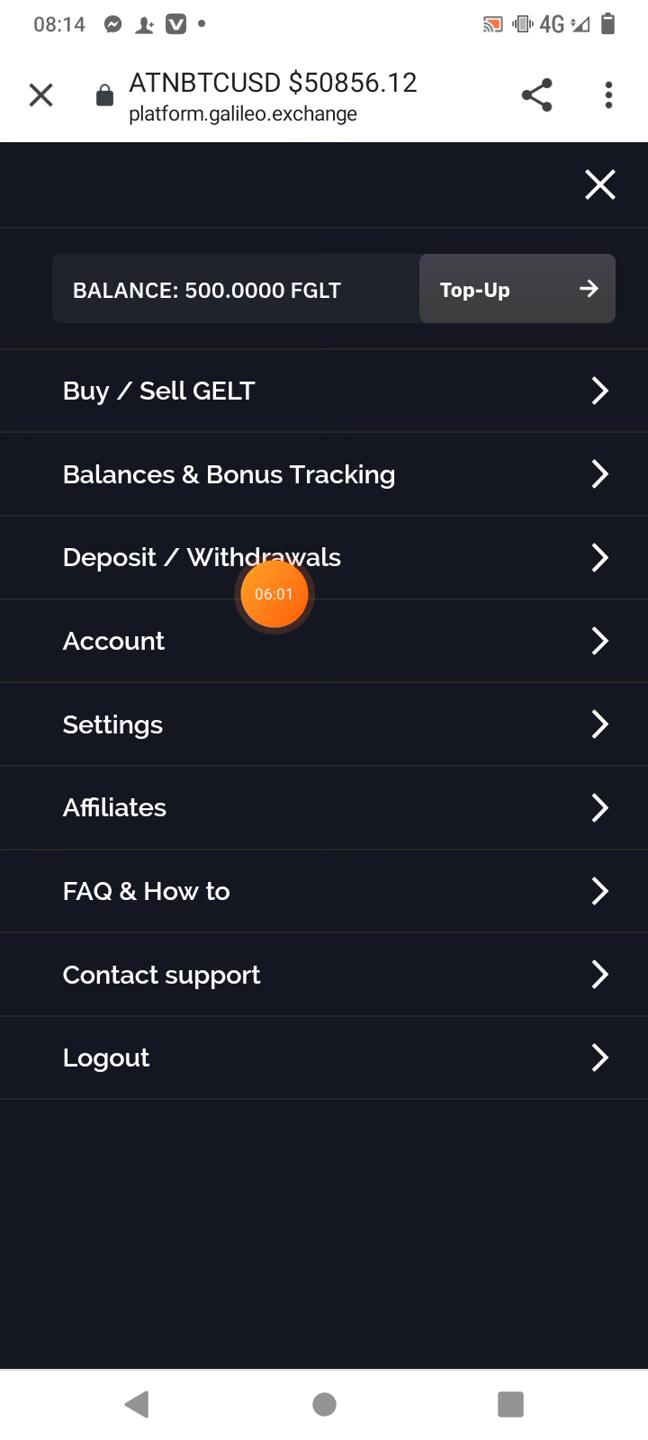 08:14
4G
ATNBTCUSD $50856.12
platform.galileo.exchange
BALANCE: 500.0000 FGLT
Top-Up
Buy / Sell GELT
Balances & Bonus Tracking
Deposit / Withdrawals
06:01
Account
Settings
Affiliates
FAQ & How to
Contact support
Logout